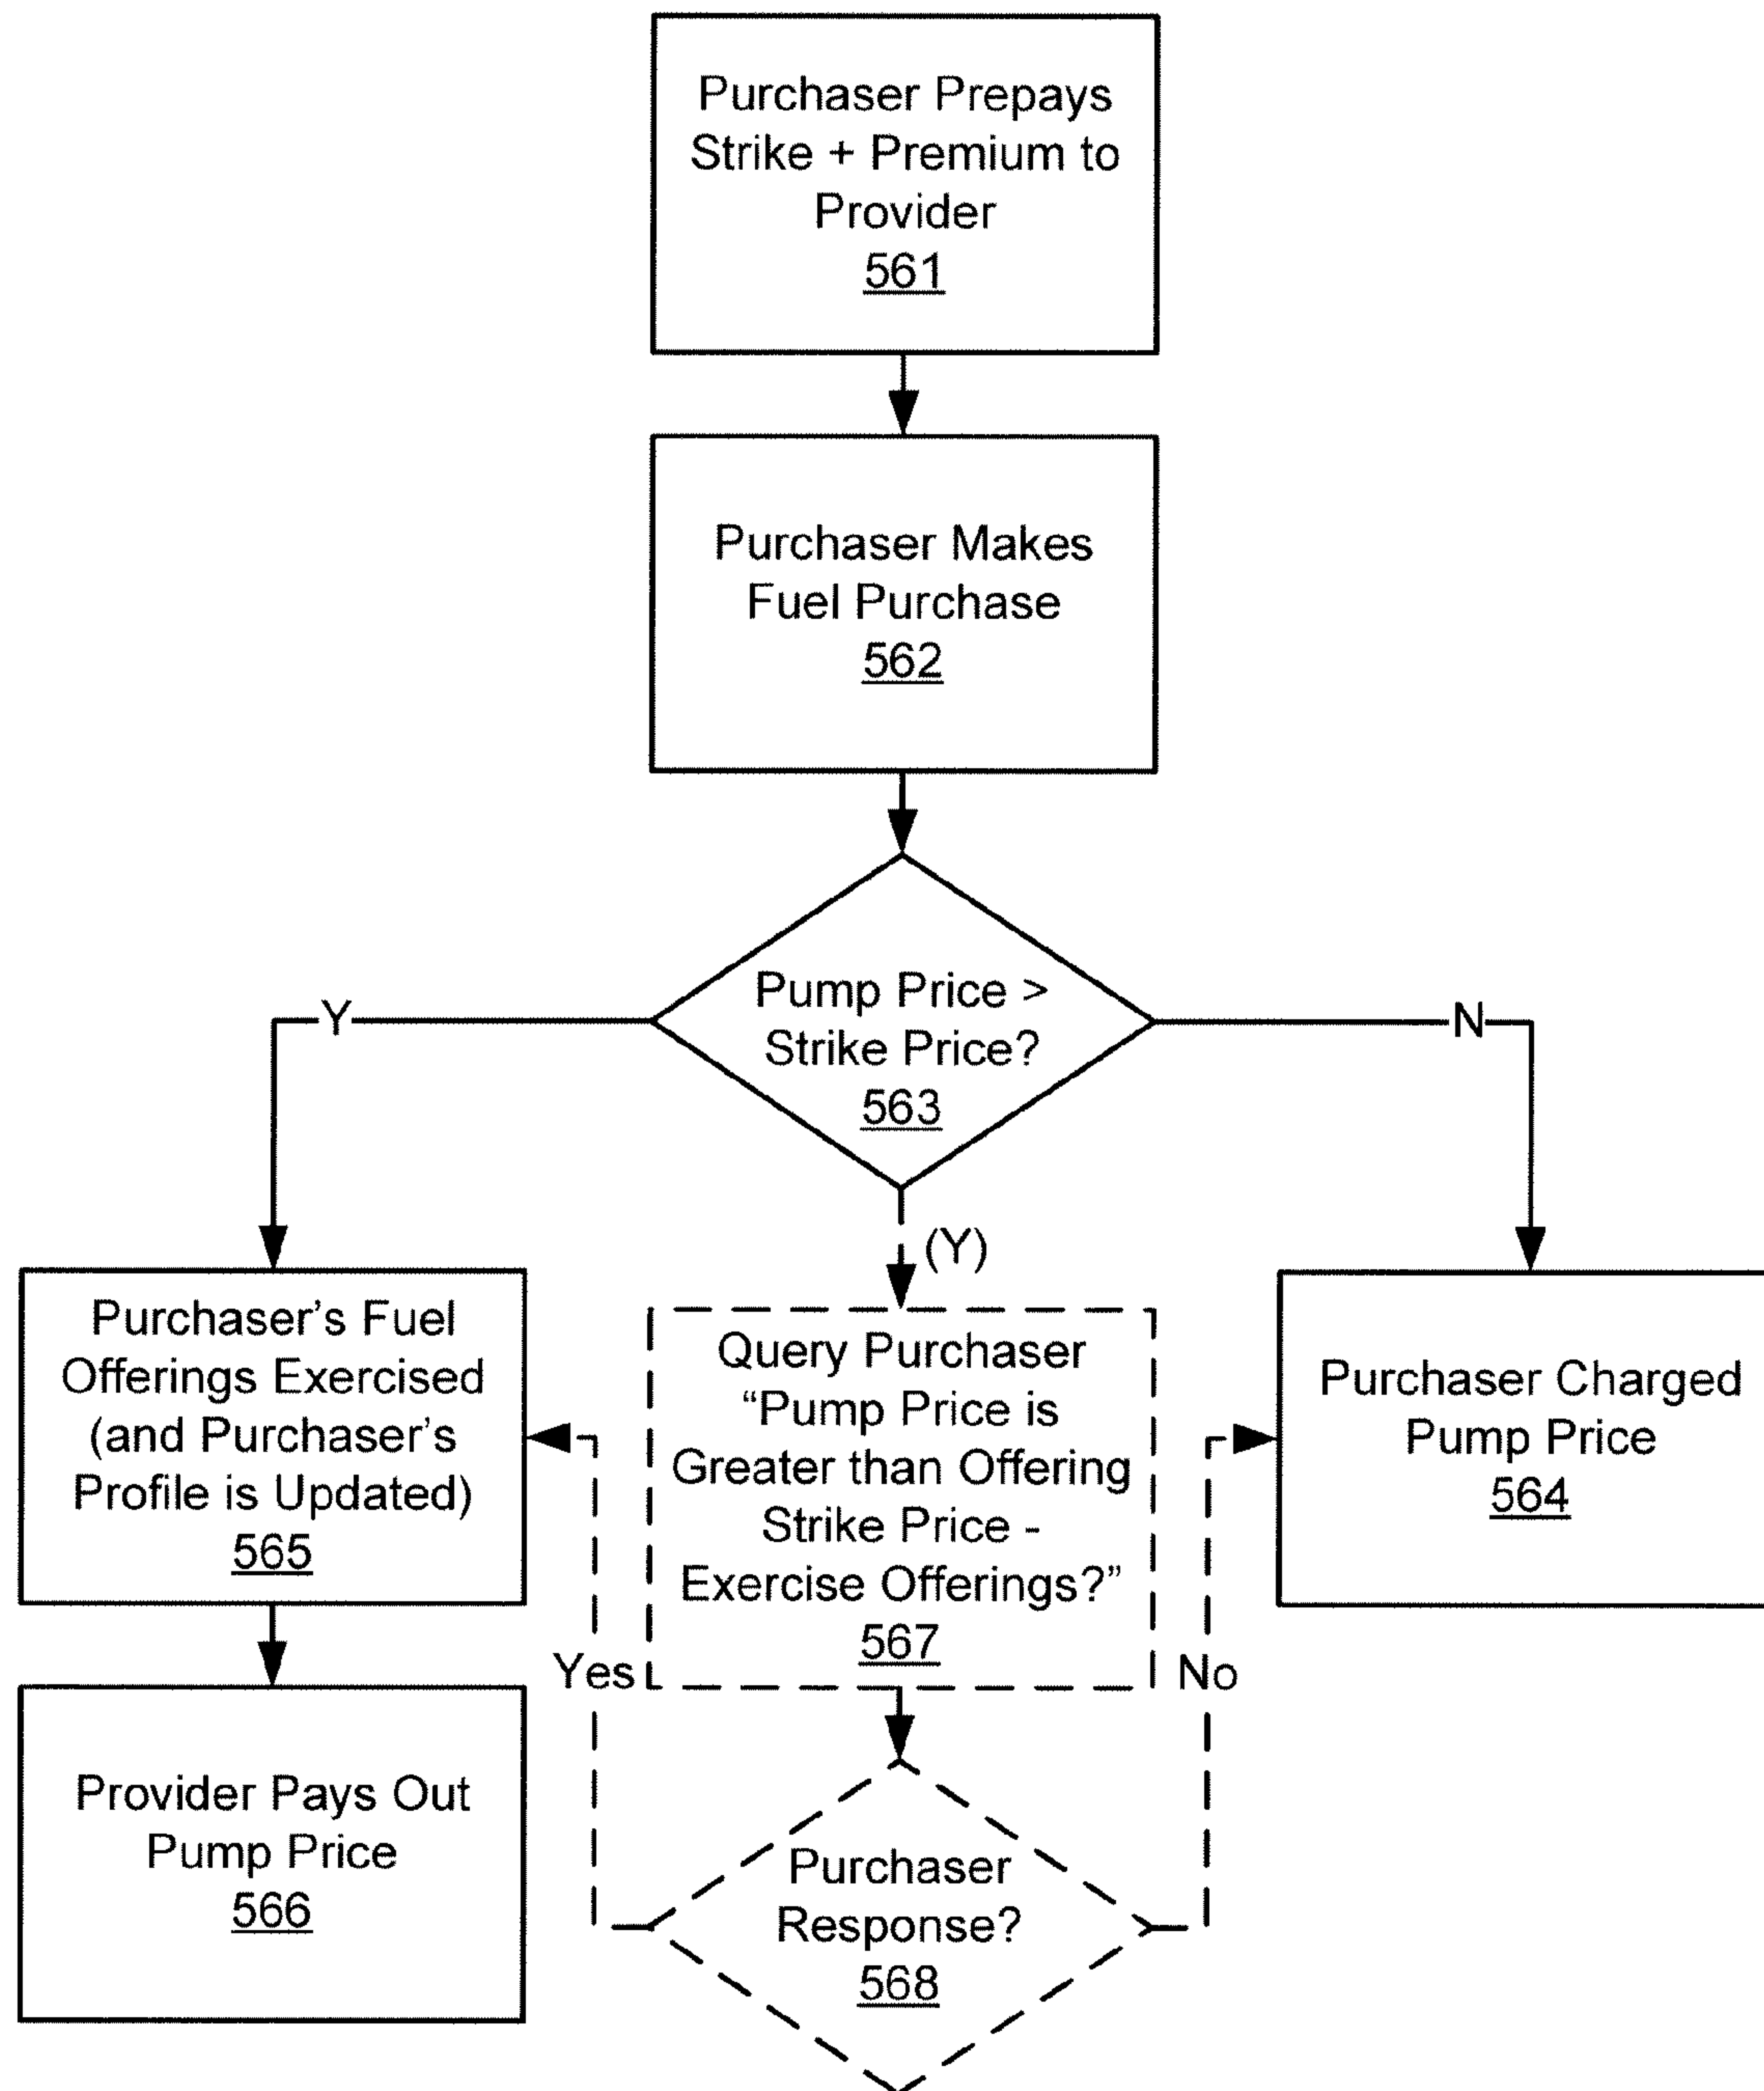 Purchaser Prepays
Strike + Premium to
Provider
561
Purchaser Makes
Fuel Purchase
562
Pump Price >
Strike Price?
563
Y
N
(Y)
Purchaser’s Fuel
Offerings Exercised
(and Purchaser’s
Profile is Updated)
565
Query Purchaser
“Pump Price is
Greater than Offering
Strike Price -
Exercise Offerings?”
567
Purchaser Charged
Pump Price
564
Yes
No
Provider Pays Out
Pump Price
566
Purchaser
Response?
568